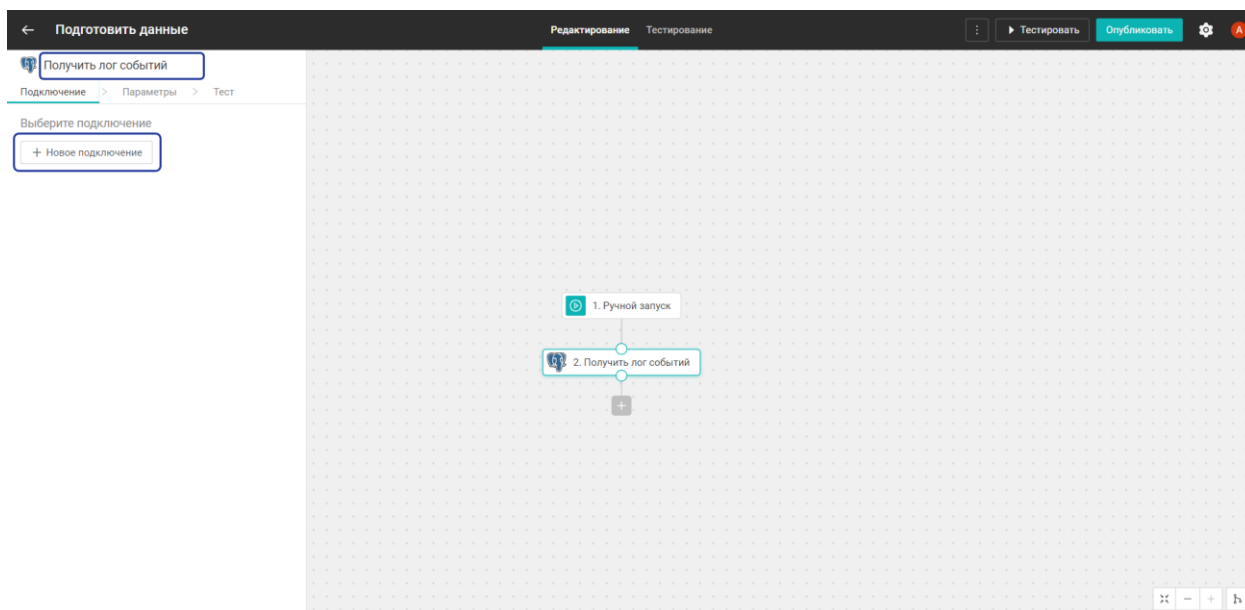 ← Подготовить данные
Редактирование Тестирование
Тестировать
Опубликовать
А
Получить лог событий
Подключение > Параметры > Тест
Выберите подключение
+ Новое подключение
1. Ручной запуск
2. Получить лог событий